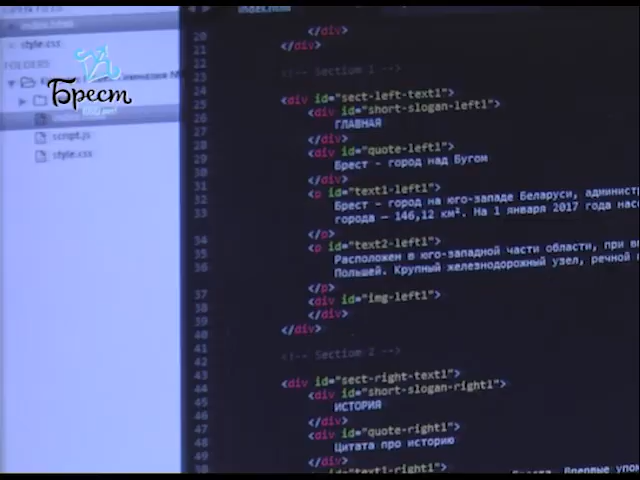 style.css
FOLDERS
Брест
script.js
style.css
20 </div>
21 </div>
22
23 <!-- Section 1 -->
24
25 <div id="sect-left-text1">
26 <div id="short-slogan-left1">
ГЛАВНАЯ
</div>
28 <div id="quote-left1">
29 Брест – город над Бугом
30 </div>
31 <p id="text1-left1">
32 Брест – город на юго-западе Беларуси,
33 города – 146,12 км². На 1 января 2017 года
</p>
34 <p id="text2-left1">
35 Расположен в юго-западной части области, при
36 Польшей. Крупный железнодорожный узел, речной
</p>
37 <div id="img-left1">
38 </div>
39 </div>
40
41
42 <!-- Section 2 -->
43 <div id="sect-right-text1">
44 <div id="short-slogan-right1">
45 ИСТОРИЯ
46 </div>
47 <div id="quote-right1">
48 Цитата про историю
49 </div>
"text1-right1">
Впервые